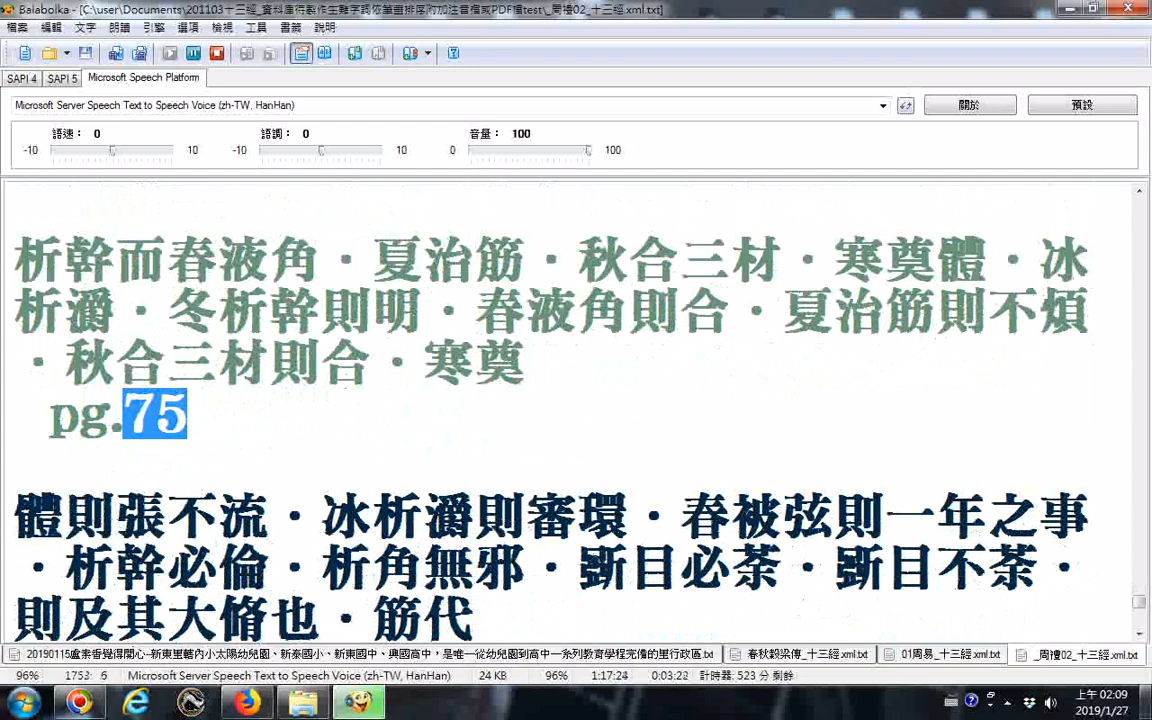 Balabolka - [C:\user\Documents\201103十三經_資料庫待製作生難字詞依筆畫排序附加注音檔或PDF檔test\_周禮02_十三經.xml.txt]
檔案 編輯 文字 朗讀 引擎 選項 檢視 工具 書籤 說明
SAPI 4 SAPI 5 Microsoft Speech Platform
Microsoft Server Speech Text to Speech Voice (zh-TW, HanHan) 關於 預設
語速： 0 語調： 0 音量： 100
-10 10 -10 10 0 100
析幹而春液角．夏治筋．秋合三材．寒奠體．冰
析灂．冬析幹則明．春液角則合．夏治筋則不煩
．秋合三材則合．寒奠
pg.75
體則張不流．冰析灂則審環．春被弦則一年之事
．析幹必倫．析角無邪．斲目必荼．斲目不荼．
則及其大脩也．筋代
20190115盧素香覺得開心--新東里轄內小太陽幼兒園、新泰國小、新東國中、興國高中，是唯一從幼兒園到高中一系列教育學程完備的里行政區.txt 春秋穀梁傳_十三經.xml.txt 01周易_十三經.xml.txt _周禮02_十三經.xml.txt
96% 1753: 6 Microsoft Server Speech Text to Speech Voice (zh-TW, HanHan) 24 KB 96% 1:17:24 0:03:22 計時器: 523 分 剩餘
上午 02:09
2019/1/27